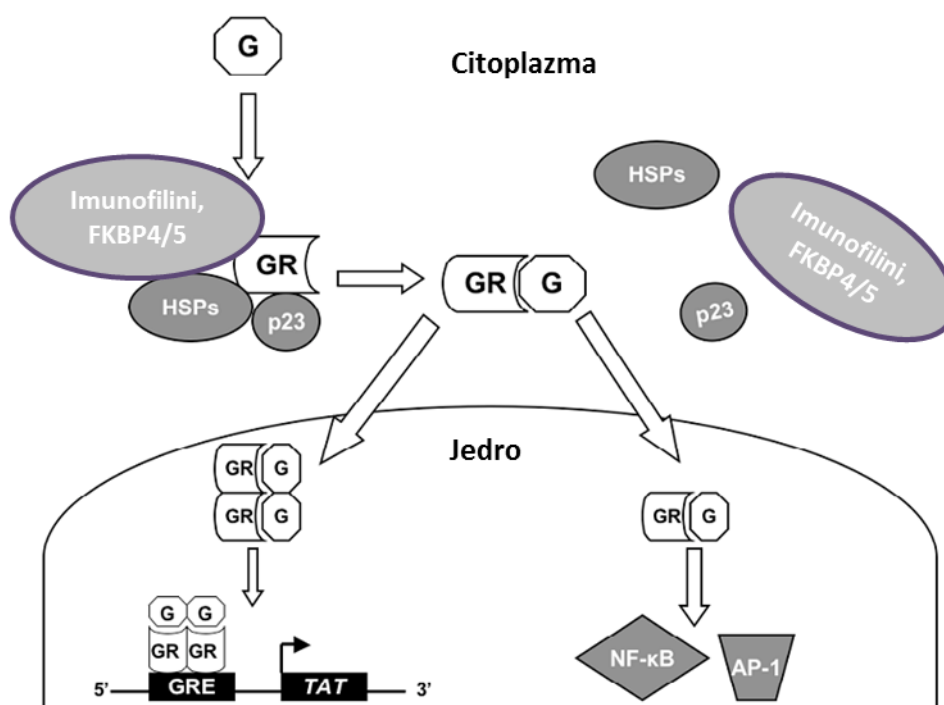 G
Citoplazma
Imunofilini,
FKBP4/5
GR
HSPs
p23
GR
G
HSPs
Imunofilini,
FKBP4/5
p23
Jedro
GR
G
GR
G
GR
G
G
G
GR
GR
5’
GRE
TAT
3’
NF-κB
AP-1